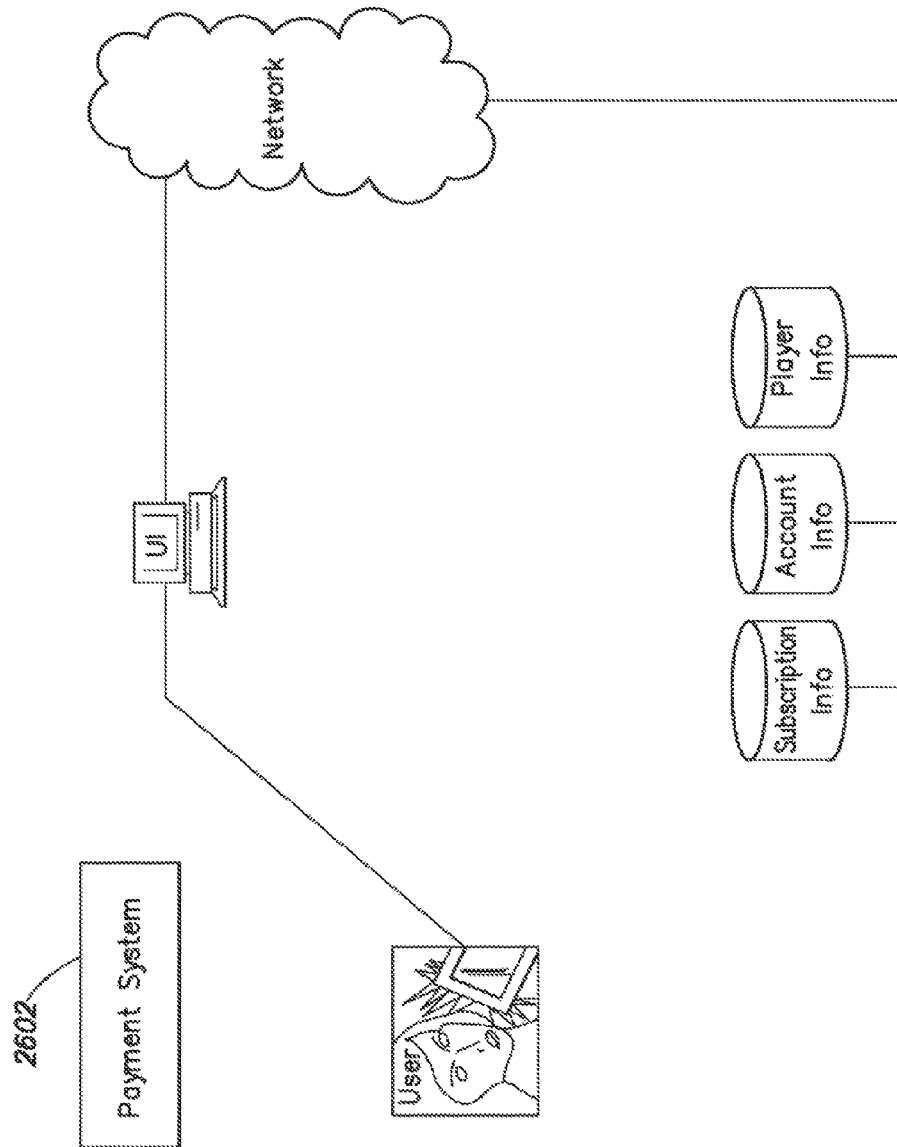 2602
Payment System
User
UI
Network
Subscription
Info
Account
Info
Player
Info